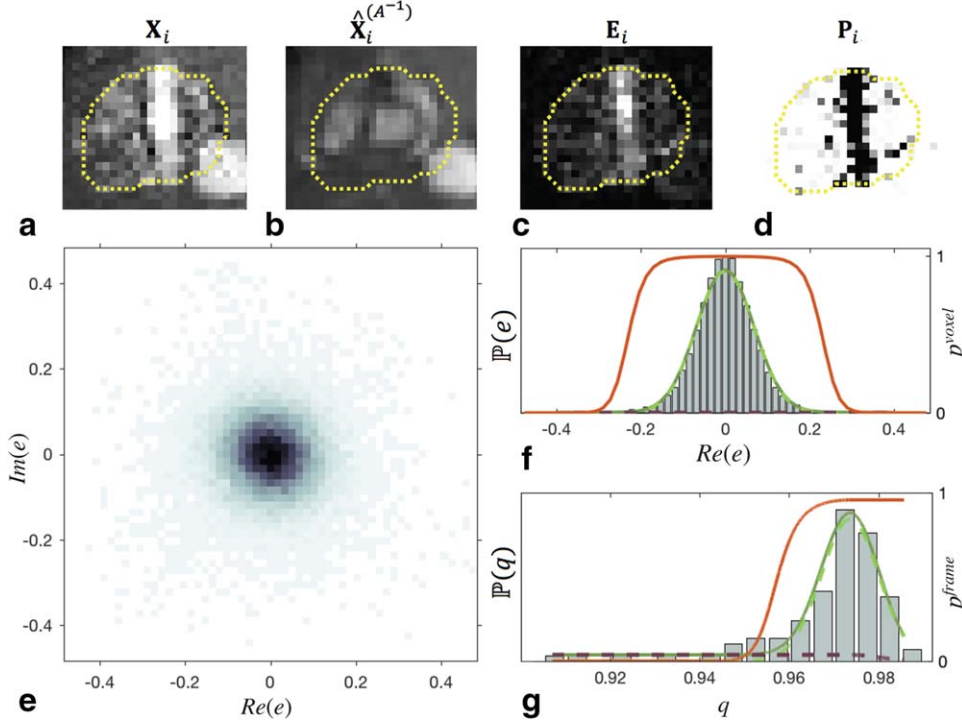 X_i X̂_i^(A⁻¹) E_i P_i
a b c d
0.4
0.2
0
-0.2
-0.4
Im(e)
-0.4 -0.2 0 0.2 0.4
e Re(e)
ℙ(e) 1
p^voxel
0
-0.4 -0.2 0 0.2 0.4
f Re(e)
ℙ(q) 1
p^frame
0
0.92 0.94 0.96 0.98
g q